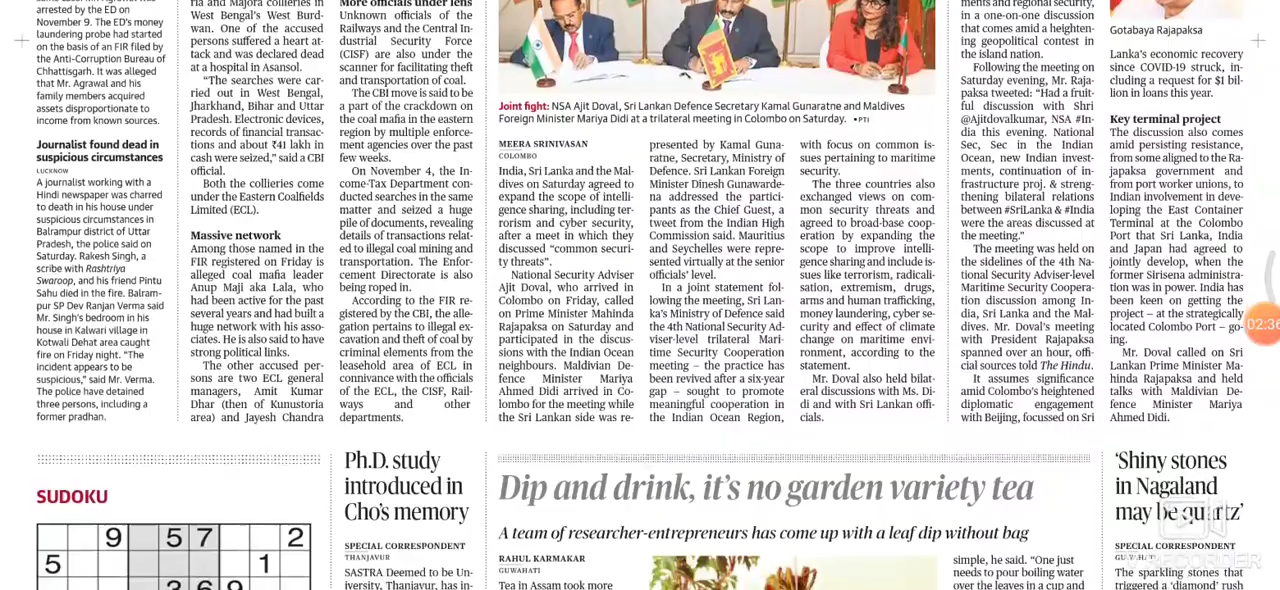 arrested by the ED on
November 9. The ED's money
laundering probe had started
on the basis of an FIR filed by
the Anti-Corruption Bureau of
Chhattisgarh. It was alleged
that Mr. Agrawal and his
family members acquired
assets disproportionate to
income from known sources.
Journalist found dead in
suspicious circumstances
LUCKNOW
A journalist working with a
Hindi newspaper was charred
to death in his house under
suspicious circumstances in
Balrampur district of Uttar
Pradesh, the police said on
Saturday. Rakesh Singh, a
scribe with Rashtriya
Swaroop, and his friend Pintu
Sahu died in the fire. Balram-
pur SP Dev Ranjan Verma said
Mr. Singh's bedroom in his
house in Kalwari village in
Kotwali Dehat area caught
fire on Friday night. "The
incident appears to be
suspicious," said Mr. Verma.
The police have detained
three persons, including a
former pradhan.
ria and Majora collieries in
West Bengal's West Burd-
wan. One of the accused
persons suffered a heart at-
tack and was declared dead
at a hospital in Asansol.
"The searches were car-
ried out in West Bengal,
Jharkhand, Bihar and Uttar
Pradesh. Electronic devices,
records of financial transac-
tions and about ₹41 lakh in
cash were seized," said a CBI
official.
Both the collieries come
under the Eastern Coalfields
Limited (ECL).
Massive network
Among those named in the
FIR registered on Friday is
alleged coal mafia leader
Anup Maji aka Lala, who
had been active for the past
several years and had built a
huge network with his asso-
ciates. He is also said to have
strong political links.
The other accused per-
sons are two ECL general
managers, Amit Kumar
Dhar (then of Kunustoria
area) and Jayesh Chandra
More officials under lens
Unknown officials of the
Railways and the Central In-
dustrial Security Force
(CISF) are also under the
scanner for facilitating theft
and transportation of coal.
The CBI move is said to be
a part of the crackdown on
the coal mafia in the eastern
region by multiple enforce-
ment agencies over the past
few weeks.
On November 4, the In-
come-Tax Department con-
ducted searches in the same
matter and seized a huge
pile of documents, revealing
details of transactions relat-
ed to illegal coal mining and
transportation. The Enfor-
cement Directorate is also
being roped in.
According to the FIR re-
gistered by the CBI, the alle-
gation pertains to illegal ex-
cavation and theft of coal by
criminal elements from the
leasehold area of ECL in
connivance with the officials
of the ECL, the CISF, Rail-
ways and other
departments.
Joint fight: NSA Ajit Doval, Sri Lankan Defence Secretary Kamal Gunaratne and Maldives
Foreign Minister Mariya Didi at a trilateral meeting in Colombo on Saturday. •PTI
MEERA SRINIVASAN
COLOMBO
India, Sri Lanka and the Mal-
dives on Saturday agreed to
expand the scope of intelli-
gence sharing, including ter-
rorism and cyber security,
after a meet in which they
discussed "common securi-
ty threats".
National Security Adviser
Ajit Doval, who arrived in
Colombo on Friday, called
on Prime Minister Mahinda
Rajapaksa on Saturday and
participated in the discus-
sions with the Indian Ocean
neighbours. Maldivian De-
fence Minister Mariya
Ahmed Didi arrived in Co-
lombo for the meeting while
the Sri Lankan side was re-
presented by Kamal Guna-
ratne, Secretary, Ministry of
Defence. Sri Lankan Foreign
Minister Dinesh Gunawarde-
na addressed the partici-
pants as the Chief Guest, a
tweet from the Indian High
Commission said. Mauritius
and Seychelles were repre-
sented virtually at the senior
officials' level.
In a joint statement fol-
lowing the meeting, Sri Lan-
ka's Ministry of Defence said
the 4th National Security Ad-
viser-level trilateral Mari-
time Security Cooperation
meeting – the practice has
been revived after a six-year
gap – sought to promote
meaningful cooperation in
the Indian Ocean Region,
with focus on common is-
sues pertaining to maritime
security.
The three countries also
exchanged views on com-
mon security threats and
agreed to broad-base coop-
eration by expanding the
scope to improve intelli-
gence sharing and include is-
sues like terrorism, radicali-
sation, extremism, drugs,
arms and human trafficking,
money laundering, cyber se-
curity and effect of climate
change on maritime envi-
ronment, according to the
statement.
Mr. Doval also held bilat-
eral discussions with Ms. Di-
di and with Sri Lankan offi-
cials.
ments and regional security,
in a one-on-one discussion
that comes amid a heighten-
ing geopolitical contest in
the island nation.
Following the meeting on
Saturday evening, Mr. Raja-
paksa tweeted: "Had a fruit-
ful discussion with Shri
@Ajitdovalkumar, NSA #In-
dia this evening. National
Sec, Sec in the Indian
Ocean, new Indian invest-
ments, continuation of in-
frastructure proj. & streng-
thening bilateral relations
between #SriLanka & #India
were the areas discussed at
the meeting."
The meeting was held on
the sidelines of the 4th Na-
tional Security Adviser-level
Maritime Security Coopera-
tion discussion among In-
dia, Sri Lanka and the Mal-
dives. Mr. Doval's meeting
with President Rajapaksa
spanned over an hour, offi-
cial sources told The Hindu.
It assumes significance
amid Colombo's heightened
diplomatic engagement
with Beijing, focussed on Sri
Gotabaya Rajapaksa
Lanka's economic recovery
since COVID-19 struck, in-
cluding a request for $1 bil-
lion in loans this year.
Key terminal project
The discussion also comes
amid persisting resistance,
from some aligned to the Ra-
japaksa government and
from port worker unions, to
Indian involvement in deve-
loping the East Container
Terminal at the Colombo
Port that Sri Lanka, India
and Japan had agreed to
jointly develop, when the
former Sirisena administra-
tion was in power. India has
been keen on getting the
project – at the strategically
located Colombo Port – go-
ing.
Mr. Doval called on Sri
Lankan Prime Minister Ma-
hinda Rajapaksa and held
talks with Maldivian De-
fence Minister Mariya
Ahmed Didi.
02:36
SUDOKU
9 5 7 2
5 1
3 6 9
Ph.D. study
introduced in
Cho's memory
SPECIAL CORRESPONDENT
THANJAVUR
SASTRA Deemed to be Un-
iversity, Thanjavur, has in-
Dip and drink, it's no garden variety tea
A team of researcher-entrepreneurs has come up with a leaf dip without bag
RAHUL KARMAKAR
GUWAHATI
Tea in Assam took more
simple, he said. "One just
needs to pour boiling water
over the leaves in a cup and
'Shiny stones
in Nagaland
may be quartz'
SPECIAL CORRESPONDENT
GUWAHATI
The sparkling stones that
triggered a 'diamond' rush
RECORDER